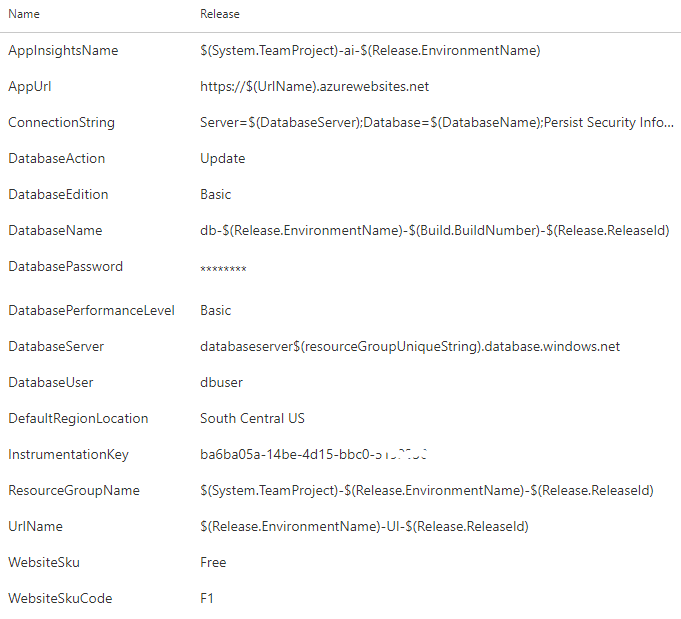 Name Release
AppInsightsName $(System.TeamProject)-ai-$(Release.EnvironmentName)
AppUrl https://$(UrlName).azurewebsites.net
ConnectionString Server=$(DatabaseServer);Database=$(DatabaseName);Persist Security Info...
DatabaseAction Update
DatabaseEdition Basic
DatabaseName db-$(Release.EnvironmentName)-$(Build.BuildNumber)-$(Release.ReleaseId)
DatabasePassword ********
DatabasePerformanceLevel Basic
DatabaseServer databaseserver$(resourceGroupUniqueString).database.windows.net
DatabaseUser dbuser
DefaultRegionLocation South Central US
InstrumentationKey ba6ba05a-14be-4d15-bbc0-
ResourceGroupName $(System.TeamProject)-$(Release.EnvironmentName)-$(Release.ReleaseId)
UrlName $(Release.EnvironmentName)-UI-$(Release.ReleaseId)
WebsiteSku Free
WebsiteSkuCode F1